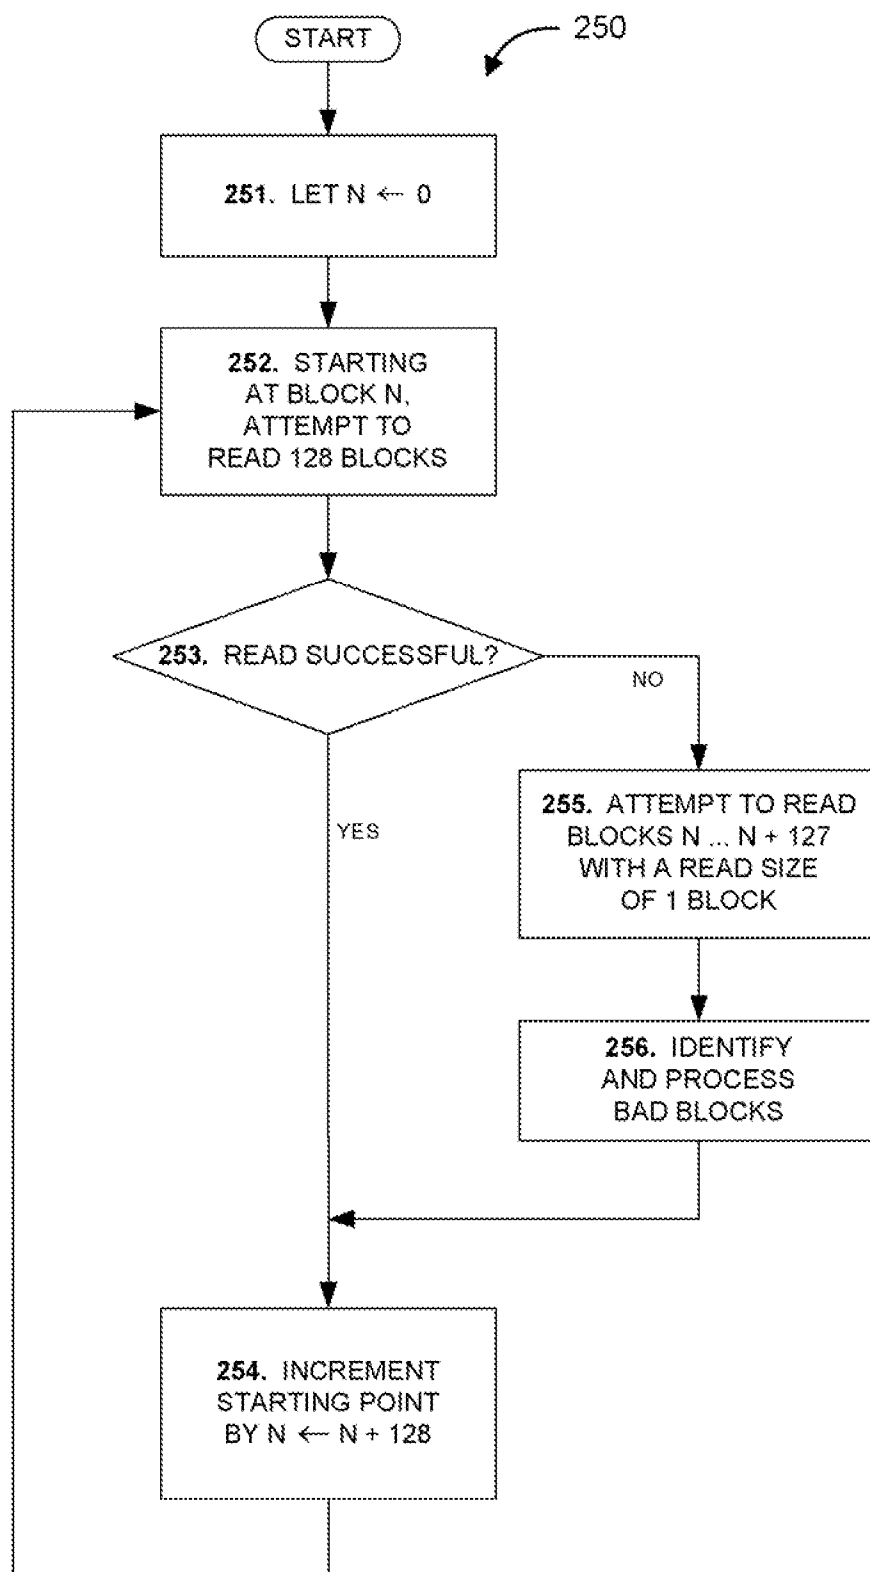 START
250
251. LET N ← 0
252. STARTING
AT BLOCK N,
ATTEMPT TO
READ 128 BLOCKS
253. READ SUCCESSFUL?
NO
YES
255. ATTEMPT TO READ
BLOCKS N ... N + 127
WITH A READ SIZE
OF 1 BLOCK
256. IDENTIFY
AND PROCESS
BAD BLOCKS
254. INCREMENT
STARTING POINT
BY N ← N + 128